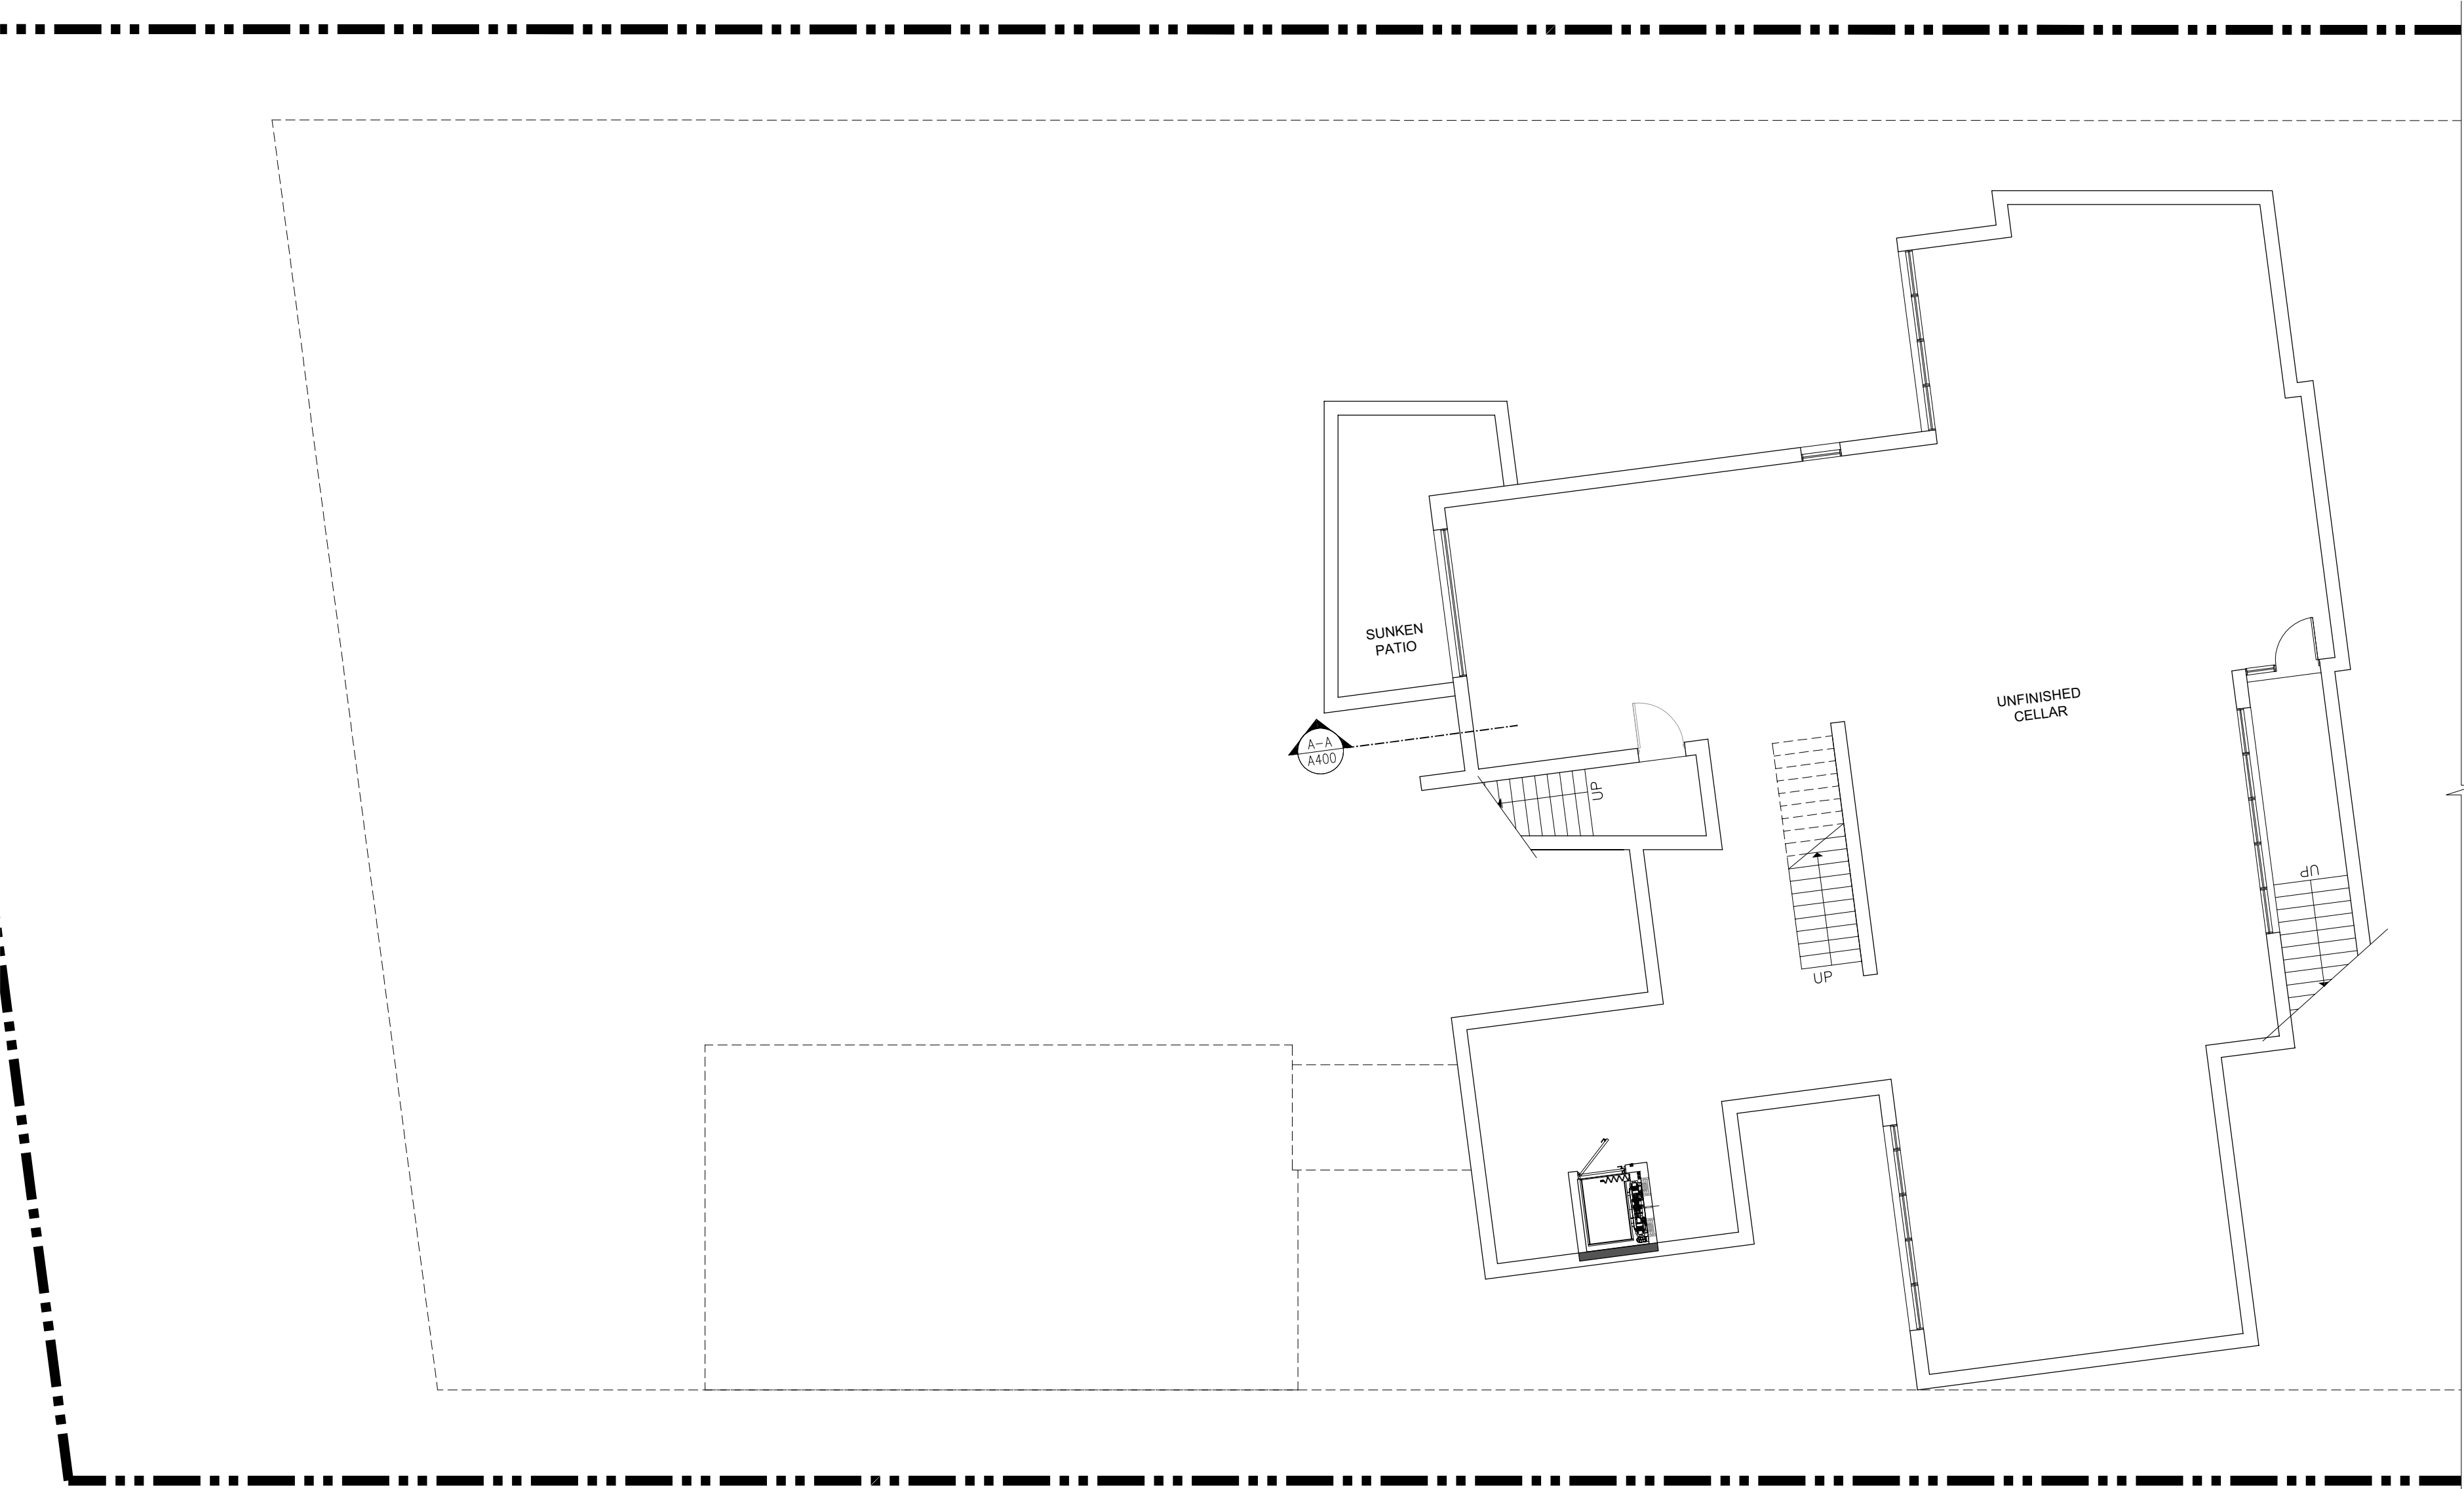 SUNKEN
PATIO
UNFINISHED
CELLAR
A-A
A400
UP
UP
UP